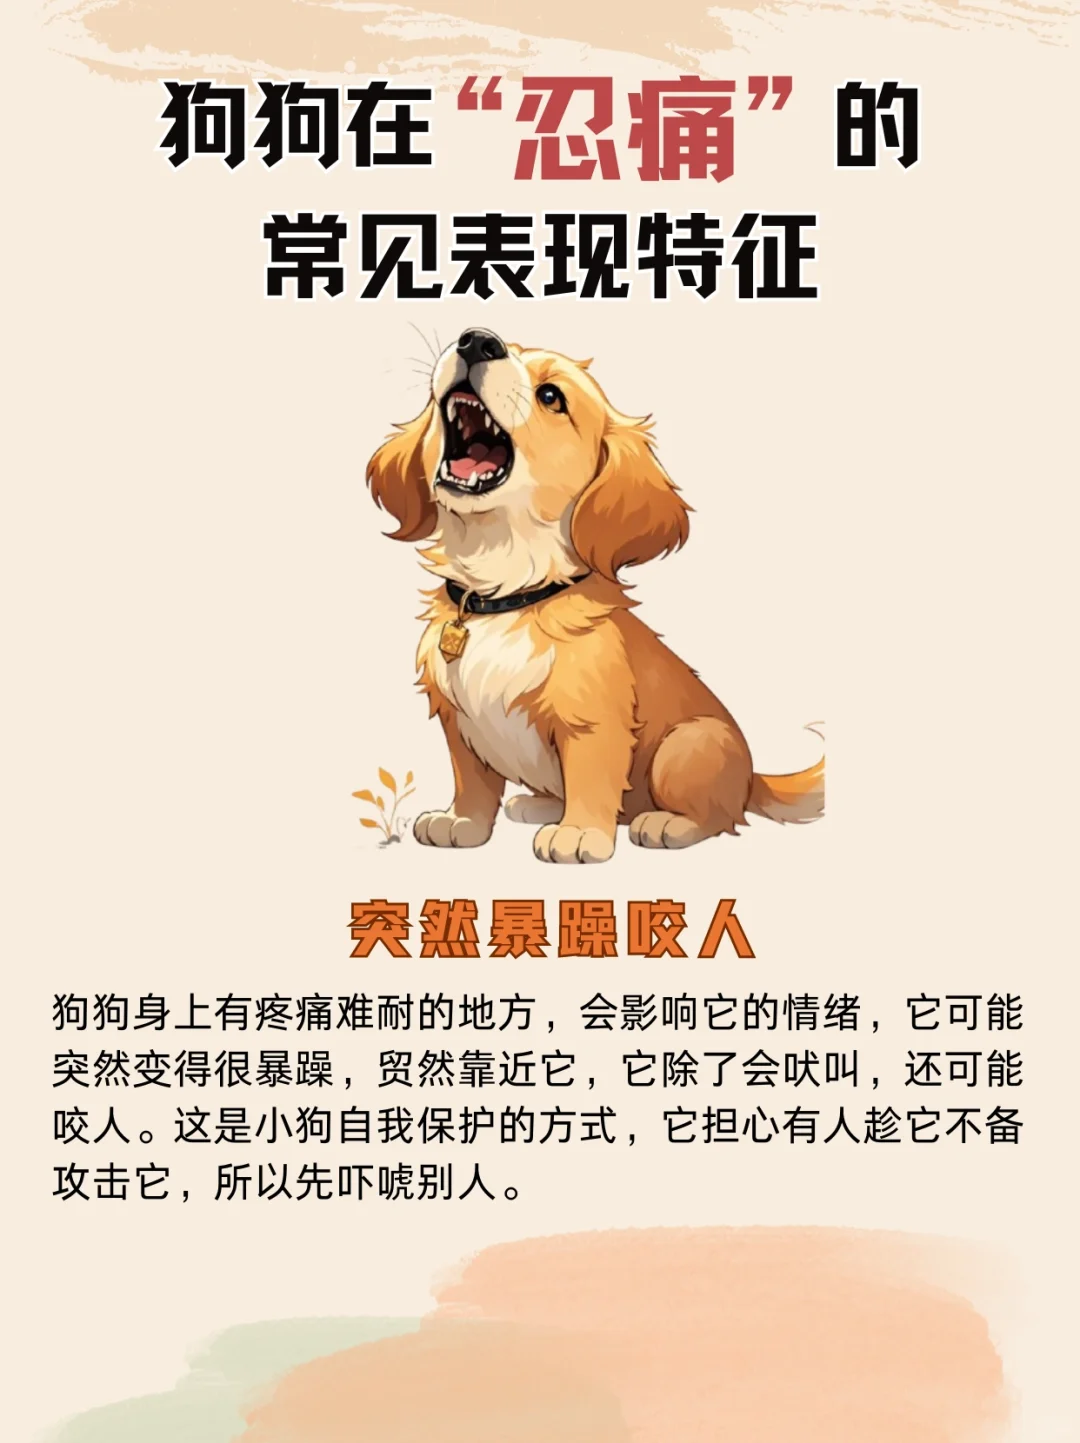 狗狗在“忍痛”的
常见表现特征
突然暴躁咬人
狗狗身上有疼痛难耐的地方，会影响它的情绪，它可能
突然变得很暴躁，贸然靠近它，它除了会吠叫，还可能
咬人。这是小狗自我保护的方式，它担心有人趁它不备
攻击它，所以先吓唬别人。